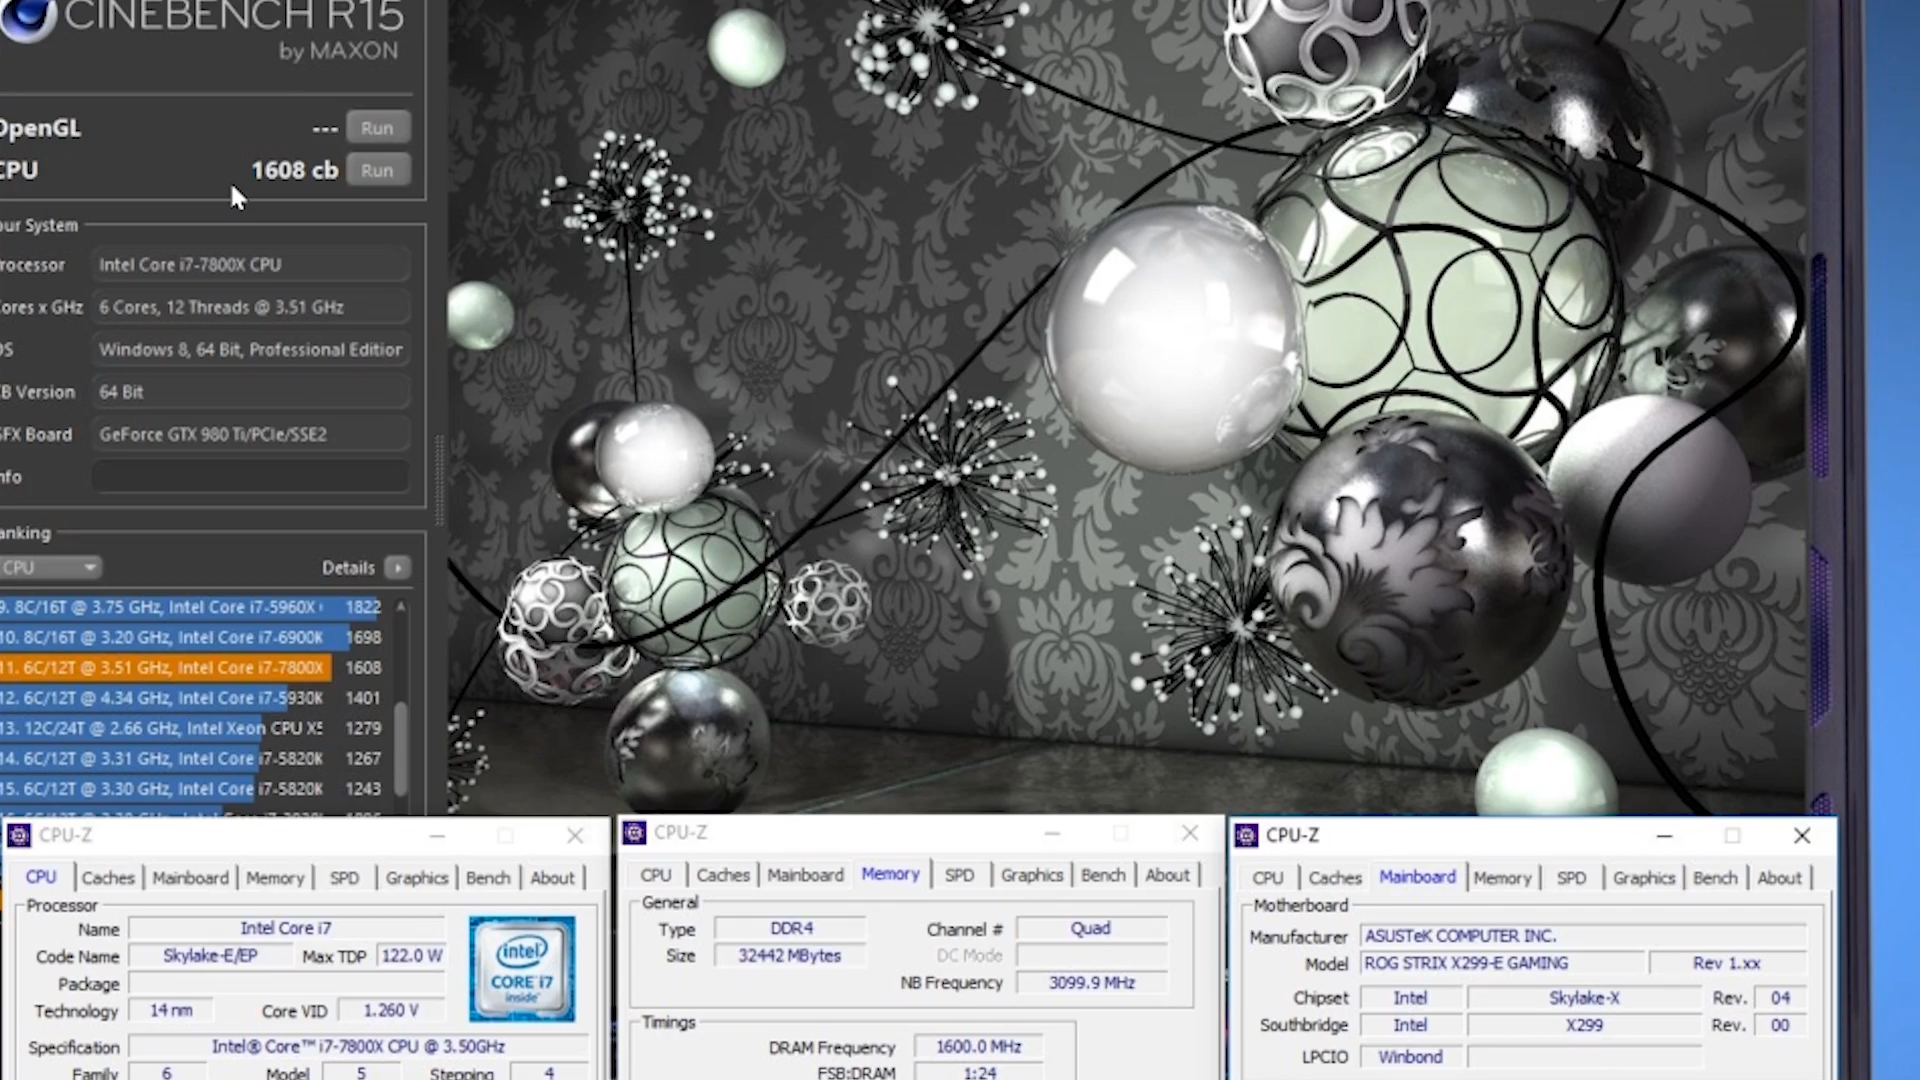 CINEBENCH R15
by MAXON
OpenGL --- Run
CPU 1608 cb Run
our System
rocessor Intel Core i7-7800X CPU
ores x GHz 6 Cores, 12 Threads @ 3.51 GHz
OS Windows 8, 64 Bit, Professional Edition
B Version 64 Bit
GFX Board GeForce GTX 980 Ti/PCIe/SSE2
nfo
anking
CPU Details
9. 8C/16T @ 3.75 GHz, Intel Core i7-5960X 1822
10. 8C/16T @ 3.20 GHz, Intel Core i7-6900K 1698
11. 6C/12T @ 3.51 GHz, Intel Core i7-7800X 1608
12. 6C/12T @ 4.34 GHz, Intel Core i7-5930K 1401
13. 12C/24T @ 2.66 GHz, Intel Xeon CPU X5 1279
14. 6C/12T @ 3.31 GHz, Intel Core i7-5820K 1267
15. 6C/12T @ 3.30 GHz, Intel Core i7-5820K 1243
CPU-Z
CPU Caches Mainboard Memory SPD Graphics Bench About
Processor
Name Intel Core i7
Code Name Skylake-E/EP Max TDP 122.0 W
Package
Technology 14 nm Core VID 1.260 V
intel
CORE i7
inside
Specification Intel® Core™ i7-7800X CPU @ 3.50GHz
Family 6 Model 5 Stepping 4
CPU-Z
CPU Caches Mainboard Memory SPD Graphics Bench About
General
Type DDR4 Channel # Quad
Size 32442 MBytes DC Mode
NB Frequency 3099.9 MHz
Timings
DRAM Frequency 1600.0 MHz
FSB:DRAM 1:24
CPU-Z
CPU Caches Mainboard Memory SPD Graphics Bench About
Motherboard
Manufacturer ASUSTeK COMPUTER INC.
Model ROG STRIX X299-E GAMING Rev 1.xx
Chipset Intel Skylake-X Rev. 04
Southbridge Intel X299 Rev. 00
LPCIO Winbond